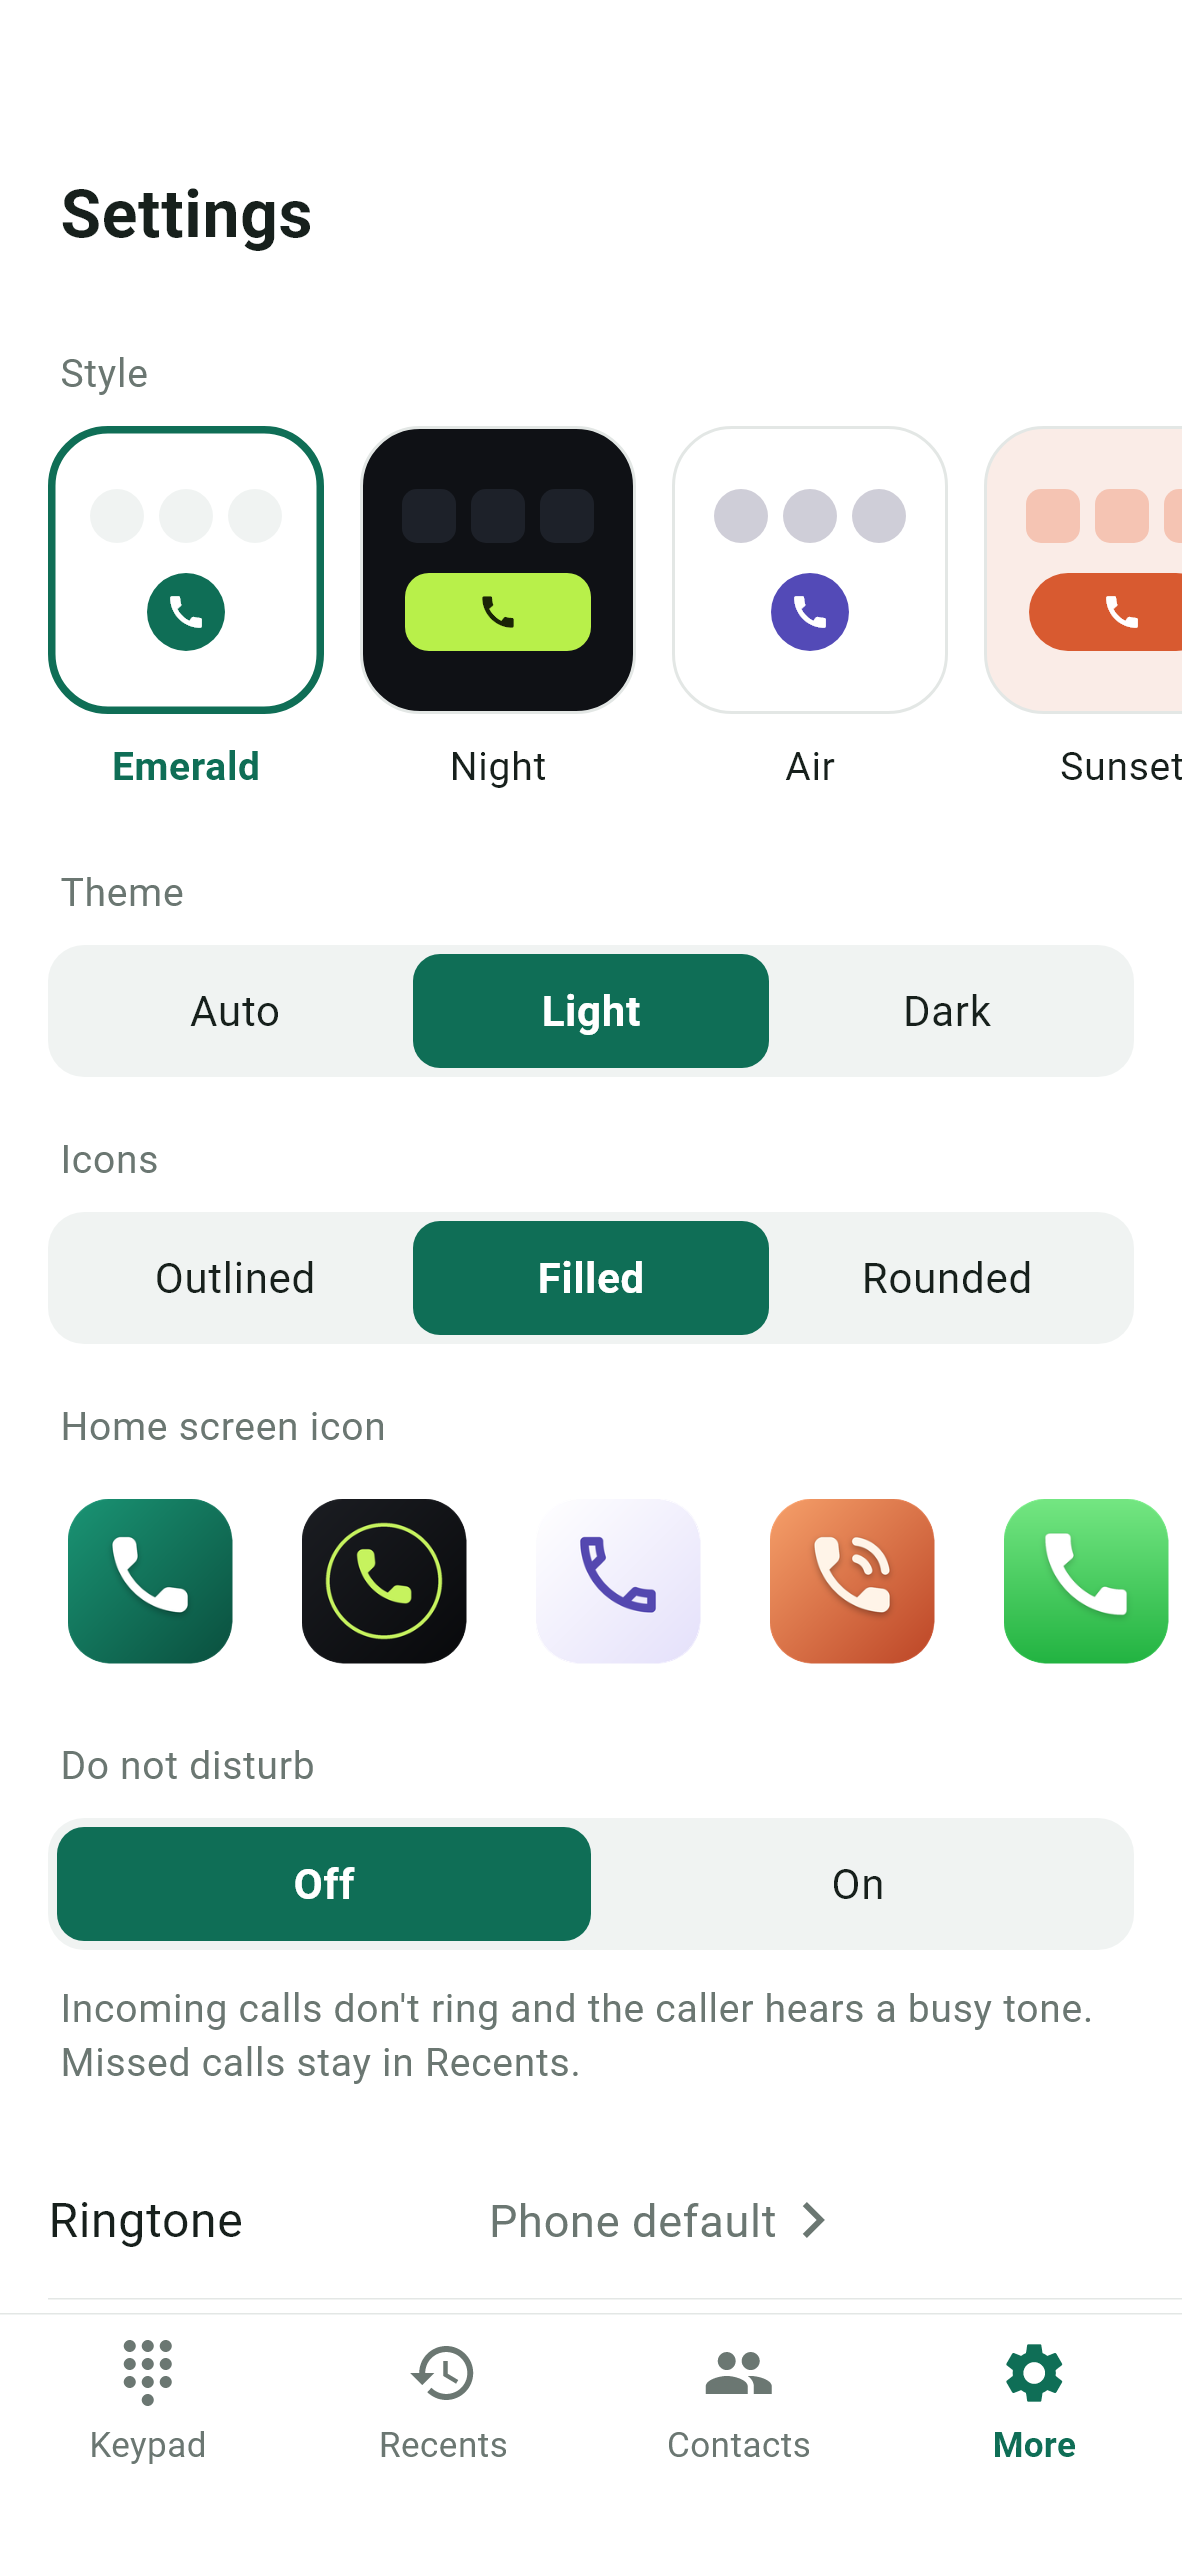 Settings
Style
Emerald
Night
Air
Sunset
Theme
Auto
Light
Dark
Icons
Outlined
Filled
Rounded
Home screen icon
Do not disturb
Off
On
Incoming calls don't ring and the caller hears a busy tone.
Missed calls stay in Recents.
Ringtone
Phone default
Keypad
Recents
Contacts
More